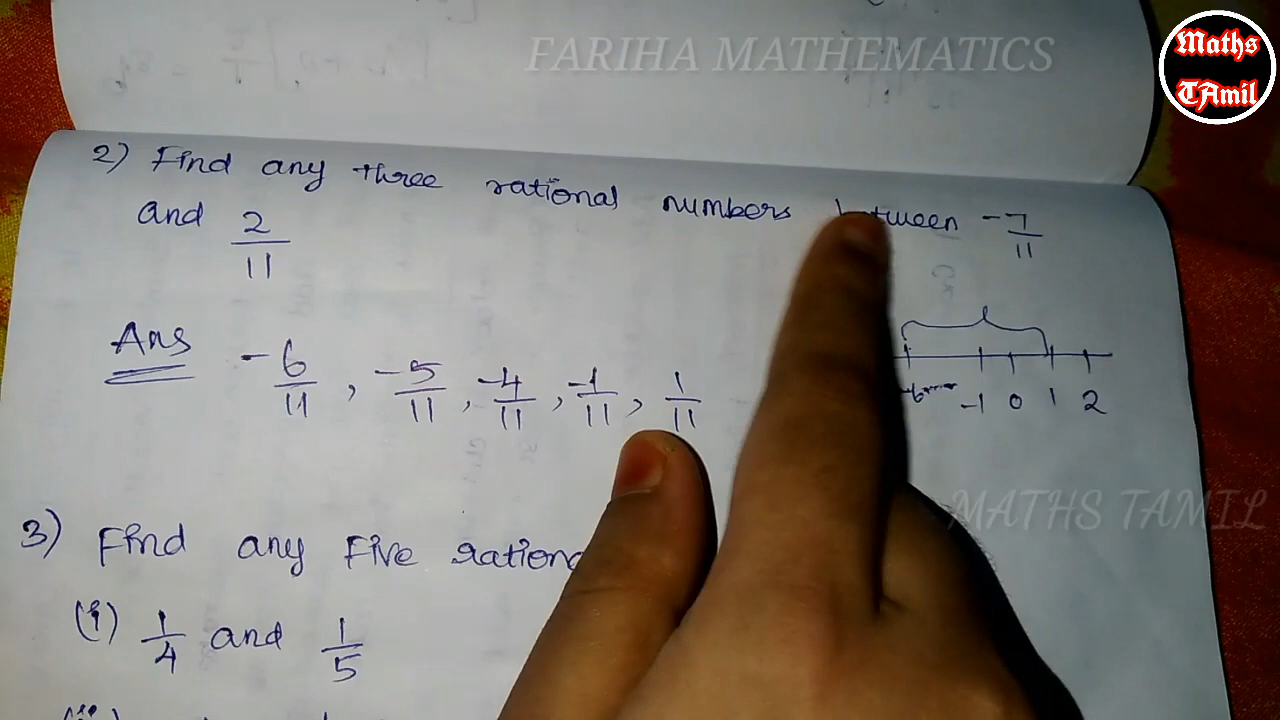 FARIHA MATHEMATICS
Maths
TAmil
2) Find any three rational numbers between -7/11
and 2/11
Ans -6/11, -5/11, -4/11, -1/11, 1/11
-1 0 1 2
MATHS TAMIL
3) Find any Five
(i) 1/4 and 1/5